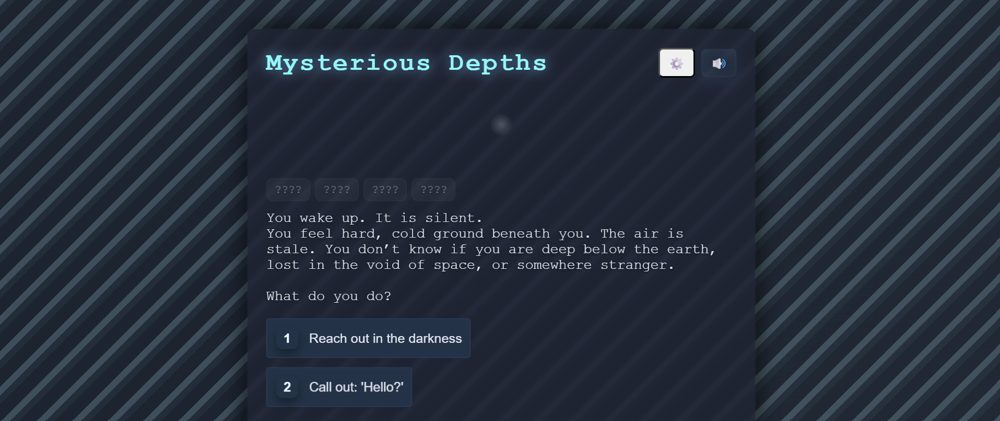 Mysterious Depths
???? ???? ???? ????
You wake up. It is silent.
You feel hard, cold ground beneath you. The air is
stale. You don’t know if you are deep below the earth,
lost in the void of space, or somewhere stranger.
What do you do?
1 Reach out in the darkness
2 Call out: 'Hello?'